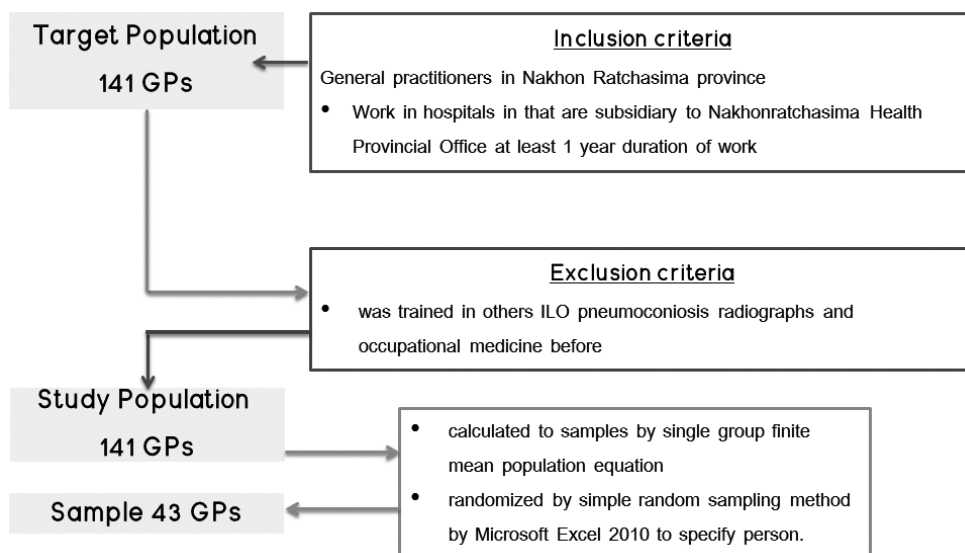 Target Population
141 GPs
Inclusion criteria
General practitioners in Nakhon Ratchasima province
• Work in hospitals in that are subsidiary to Nakhonratchasima Health
Provincial Office at least 1 year duration of work
Exclusion criteria
• was trained in others ILO pneumoconiosis radiographs and
occupational medicine before
Study Population
141 GPs
• calculated to samples by single group finite
mean population equation
• randomized by simple random sampling method
by Microsoft Excel 2010 to specify person.
Sample 43 GPs